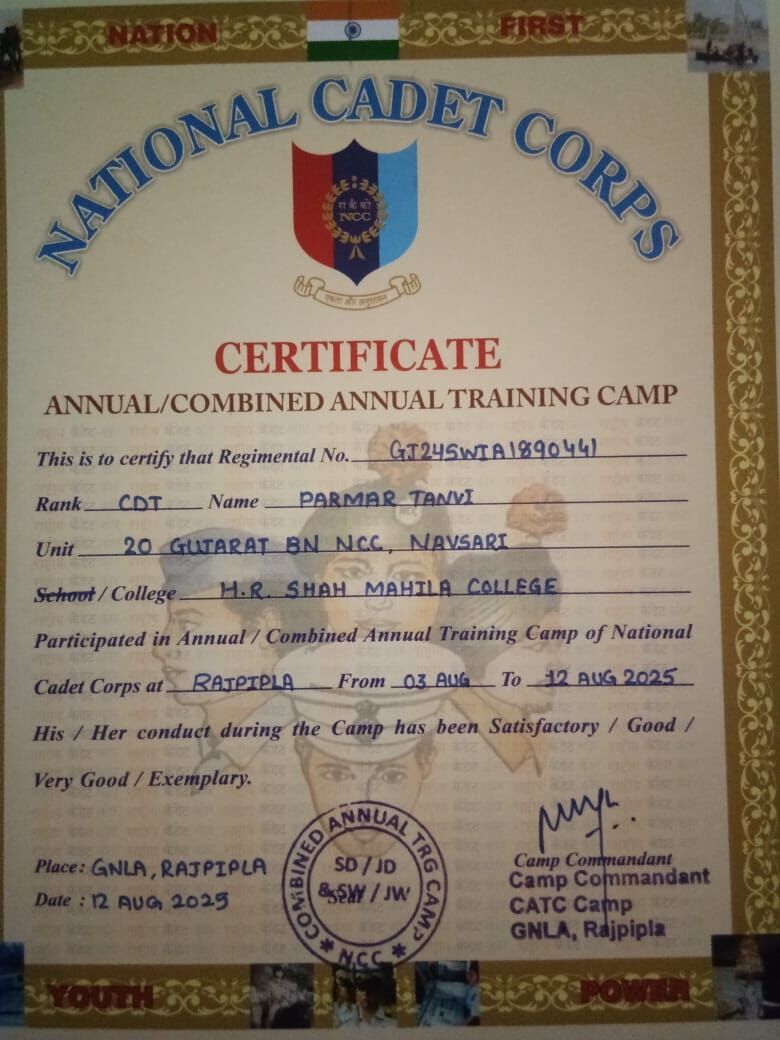 NATION FIRST
NATIONAL CADET CORPS
रा कै को
NCC
एकता और अनुशासन
CERTIFICATE
ANNUAL/COMBINED ANNUAL TRAINING CAMP
This is to certify that Regimental No. GJ24SWIA1890441
Rank CDT Name PARMAR TANVI
Unit 20 GUJARAT BN NCC, NAVSARI
School / College H.R. SHAH MAHILA COLLEGE
Participated in Annual / Combined Annual Training Camp of National
Cadet Corps at RAJPIPLA From 03 AUG To 12 AUG 2025
His / Her conduct during the Camp has been Satisfactory / Good /
Very Good / Exemplary.
Place: GNLA, RAJPIPLA
Date : 12 AUG 2025
COMBINED ANNUAL TRG CAMP
SD / JD
& SW / JW
Seal
* NCC *
Camp Commandant
Camp Commandant
CATC Camp
GNLA, Rajpipla
YOUTH POWER